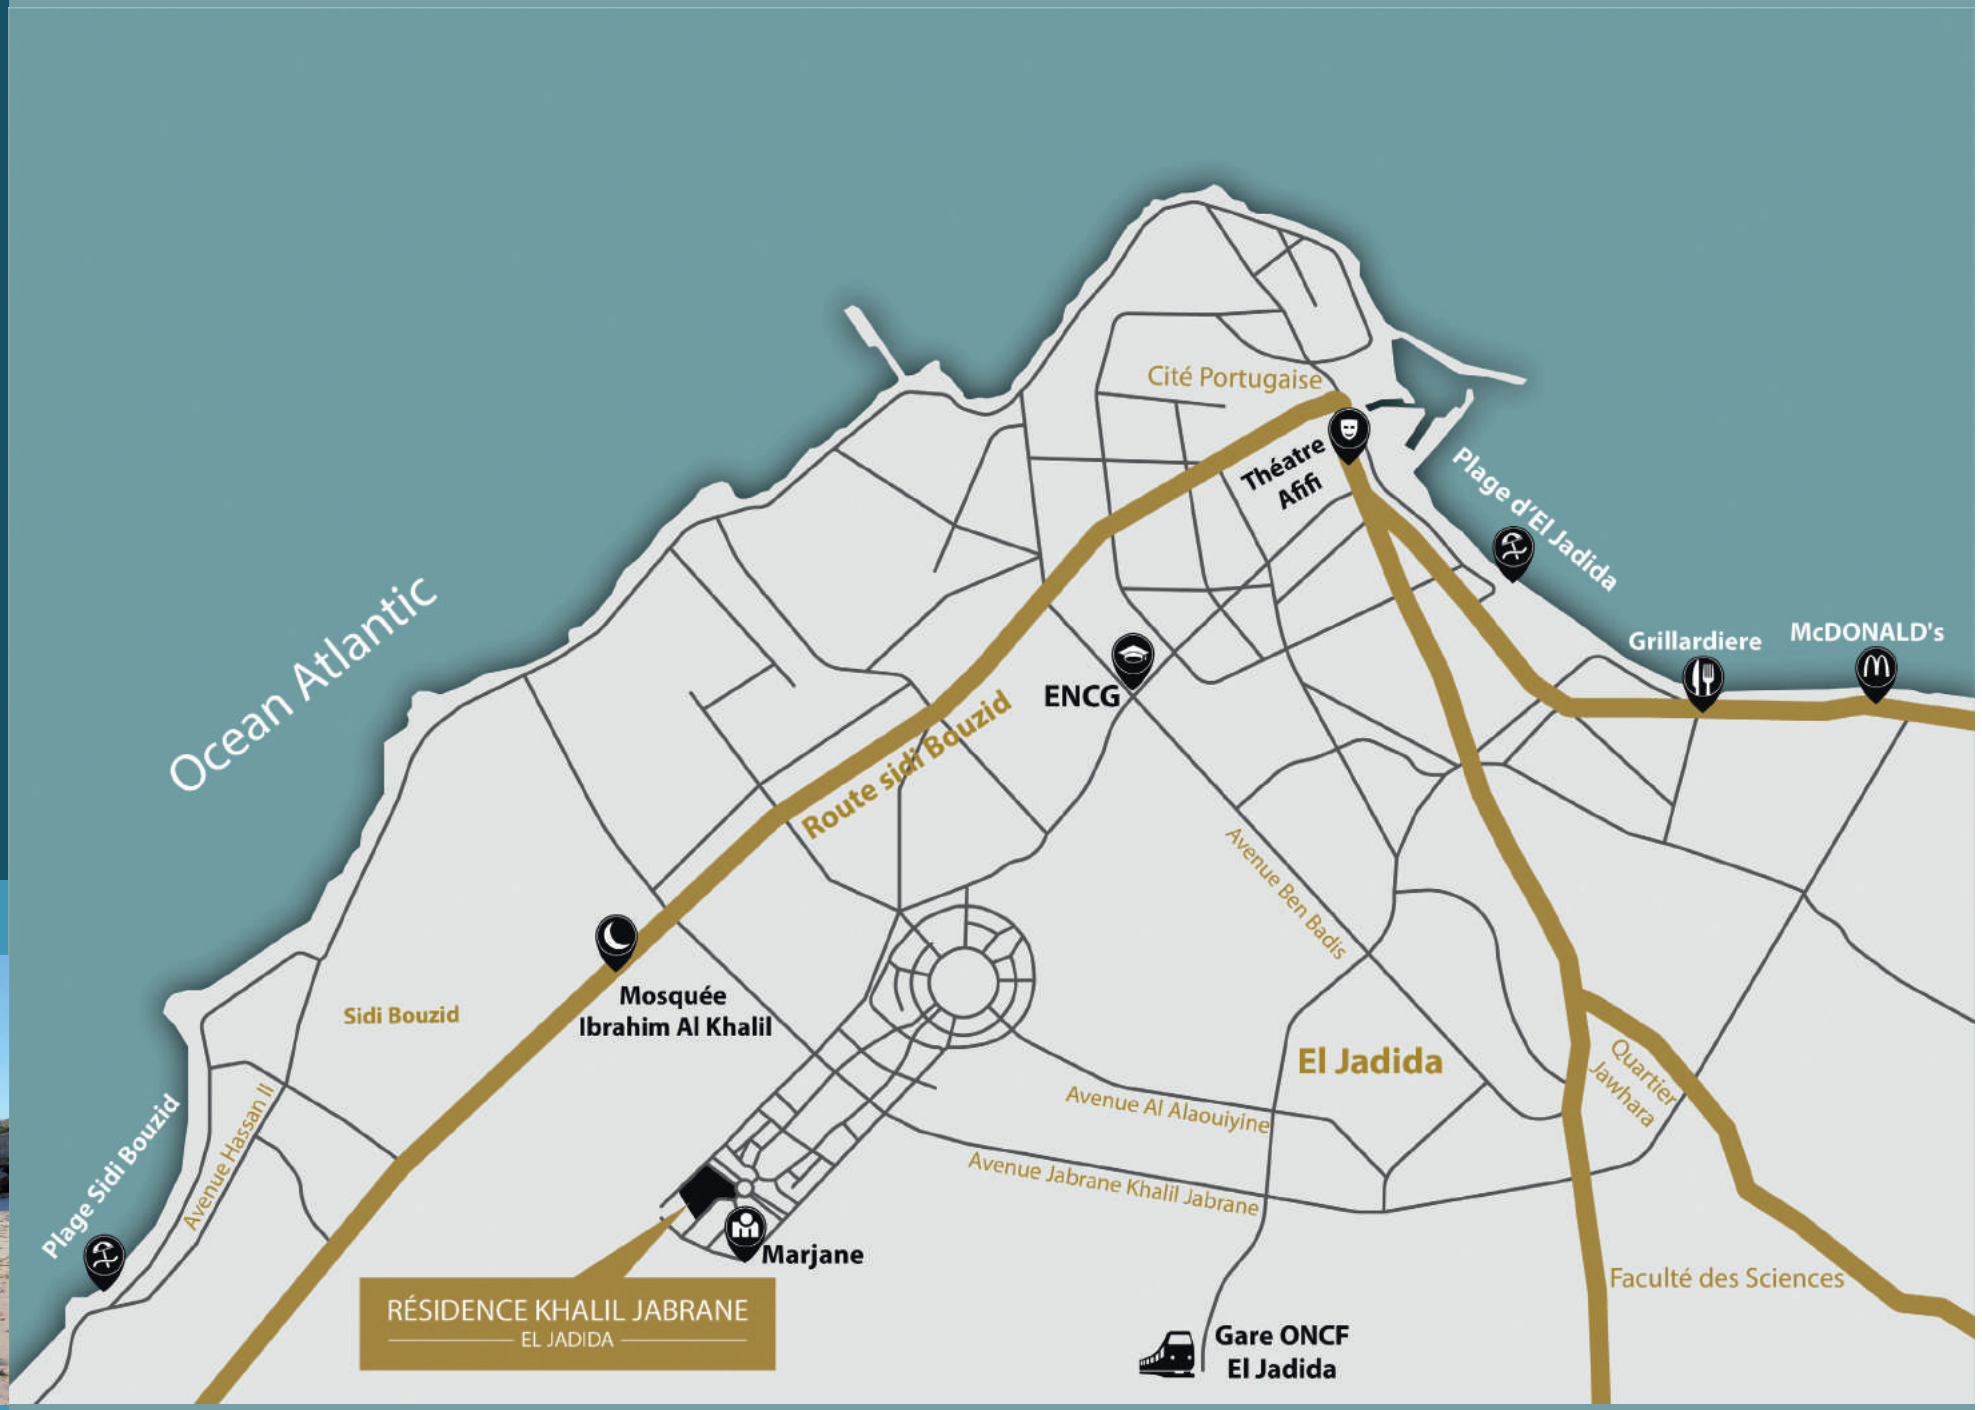 Cité Portugaise
Théatre
Afifi
Plage d'El Jadida
Ocean Atlantic
Grillardiere
McDONALD's
ENCG
Route sidi Bouzid
Avenue Ben Badis
Mosquée
Ibrahim Al Khalil
Sidi Bouzid
El Jadida
Quartier
Jawhara
Avenue Al Alaouiyine
Plage Sidi Bouzid
Avenue Hassan II
Avenue Jabrane Khalil Jabrane
Marjane
Faculté des Sciences
RÉSIDENCE KHALIL JABRANE
EL JADIDA
Gare ONCF
El Jadida